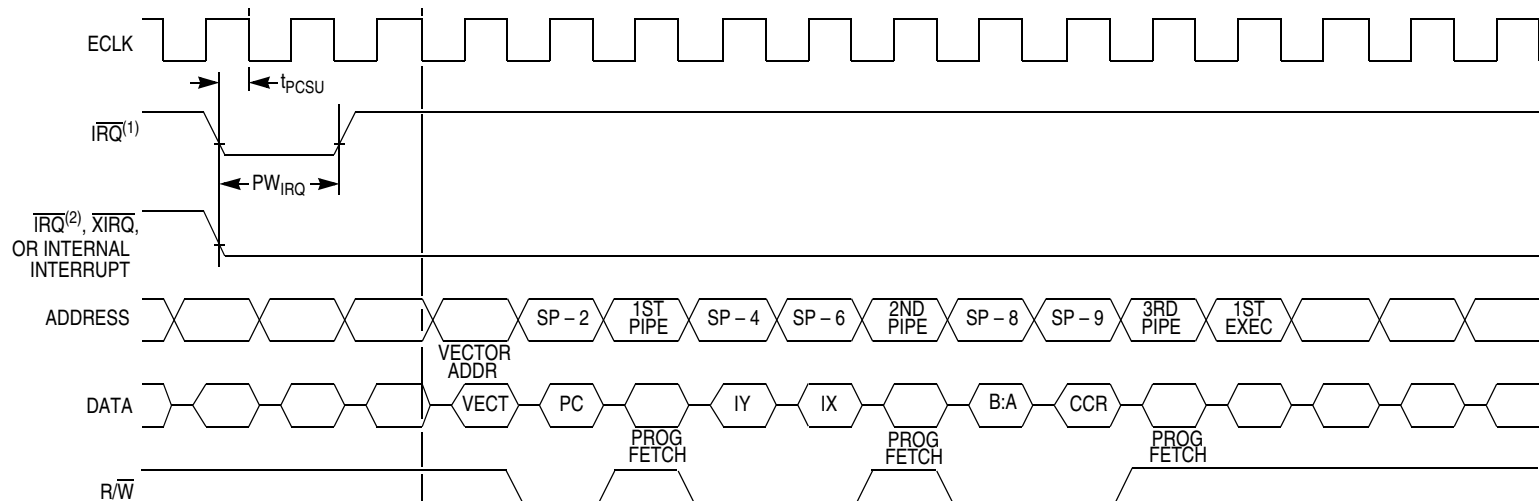 ECLK
tPCSU
IRQ(1)
PWIRQ
IRQ(2), XIRQ,
OR INTERNAL
INTERRUPT
ADDRESS
SP – 2
1ST
PIPE
SP – 4
SP – 6
2ND
PIPE
SP – 8
SP – 9
3RD
PIPE
1ST
EXEC
VECTOR
ADDR
DATA
VECT
PC
IY
IX
B:A
CCR
PROG
FETCH
PROG
FETCH
PROG
FETCH
R/W